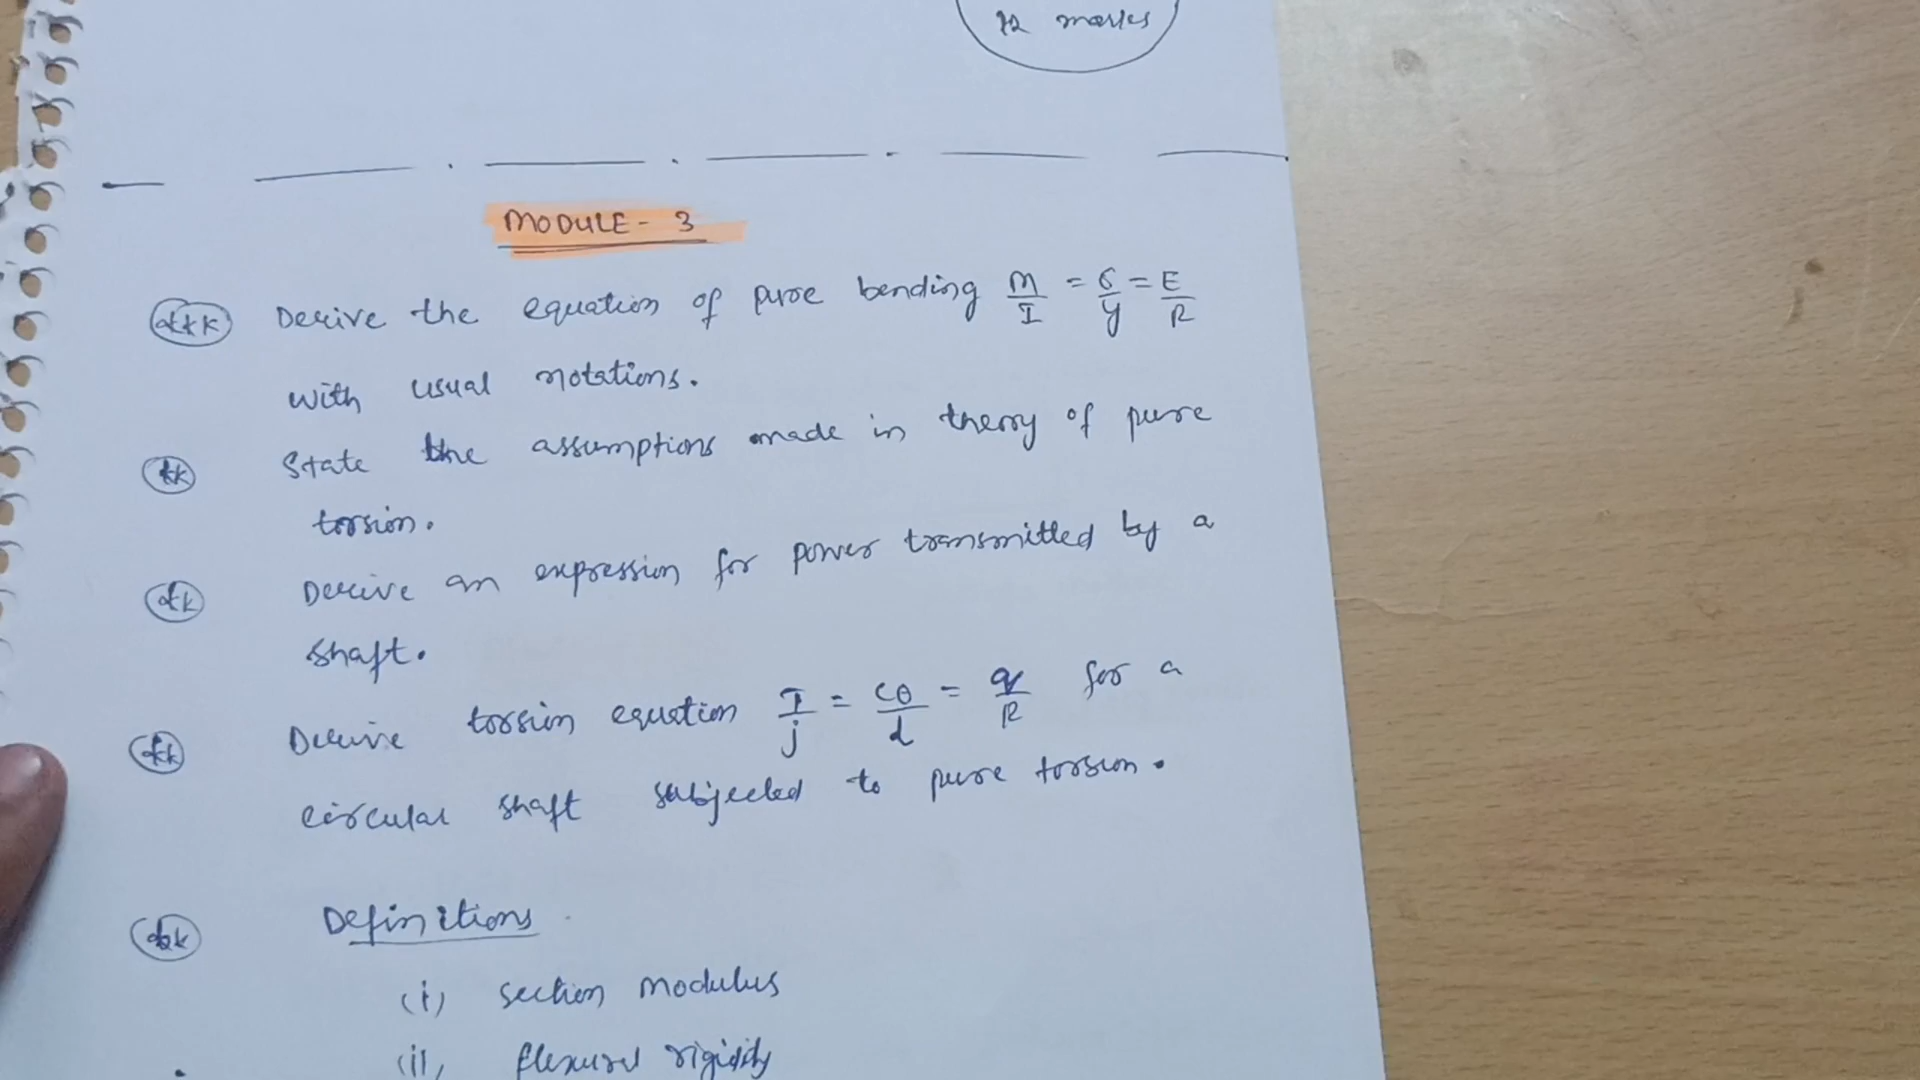 12 marks
MODULE - 3
Derive the equation of pure bending M/I = σ/y = E/R
with usual notations.
State the assumptions made in theory of pure
torsion.
Derive an expression for power transmitted by a
shaft.
Derive torsion equation T/j = Cθ/L = q/R for a
circular shaft subjected to pure torsion.
Definitions
(i) section modulus
(ii) flexural rigidity